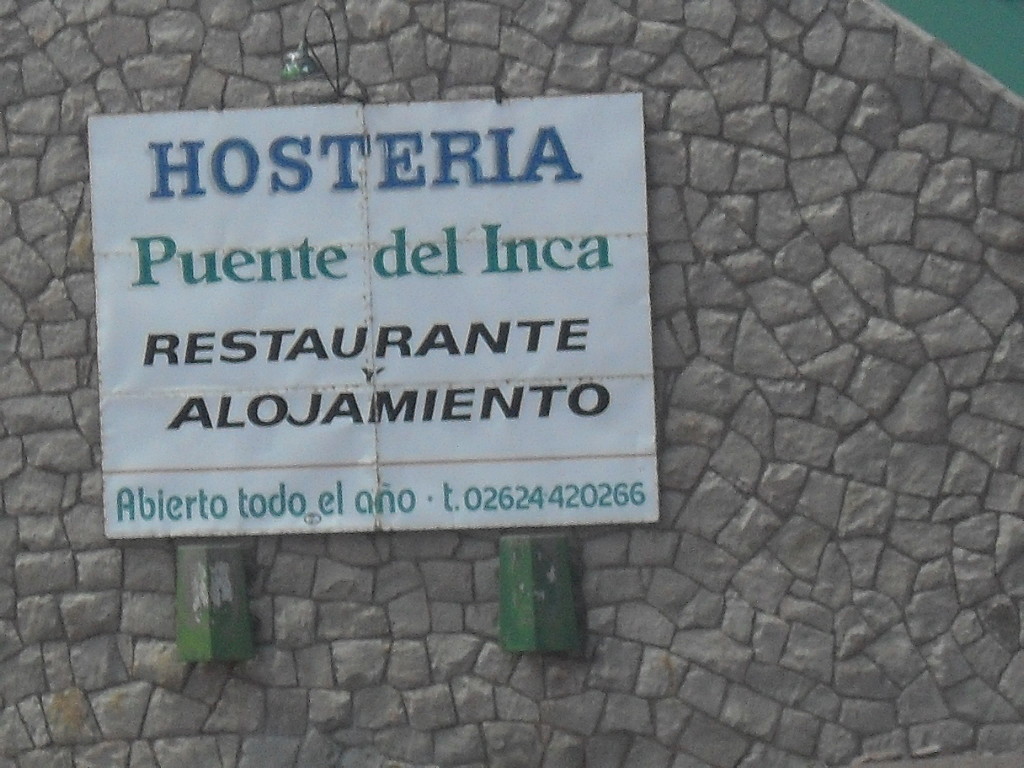 HOSTERIA
Puente del Inca
RESTAURANTE
Y
ALOJAMIENTO
Abierto todo el año · t.02624420266